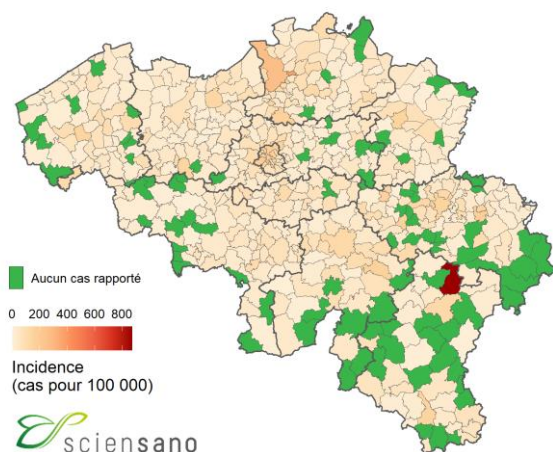 Aucun cas rapporté
0 200 400 600 800
Incidence
(cas pour 100 000)
sciensano